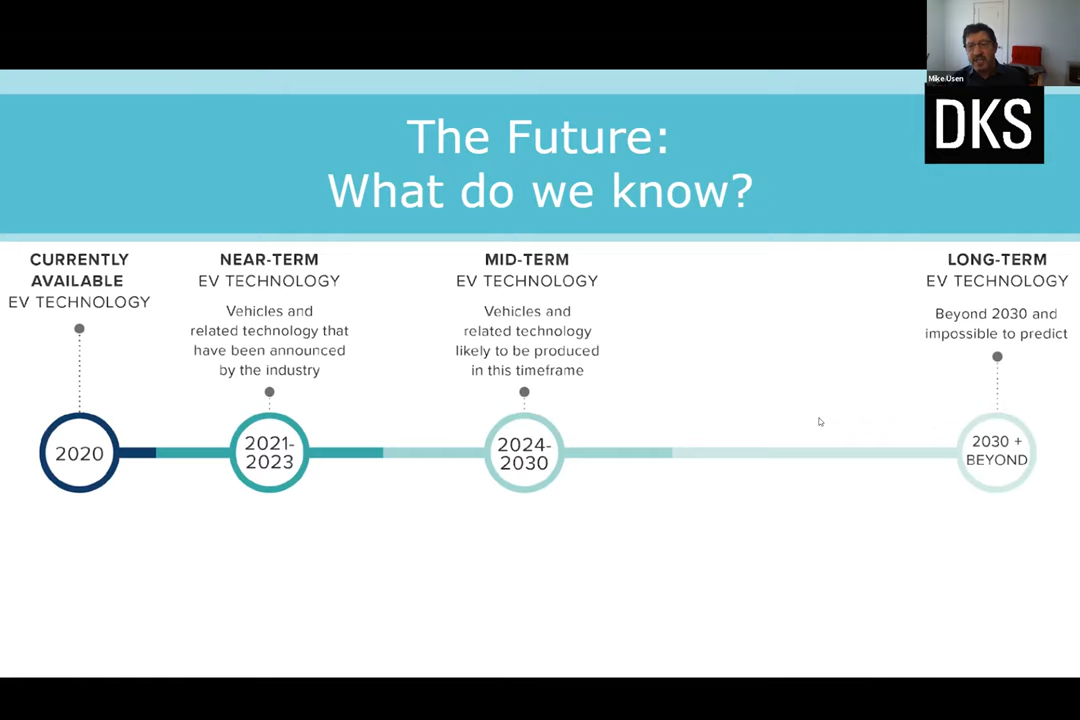 Mike Usen
DKS
The Future:
What do we know?
CURRENTLY
AVAILABLE
EV TECHNOLOGY
2020
NEAR-TERM
EV TECHNOLOGY
Vehicles and
related technology that
have been announced
by the industry
2021-
2023
MID-TERM
EV TECHNOLOGY
Vehicles and
related technology
likely to be produced
in this timeframe
2024-
2030
LONG-TERM
EV TECHNOLOGY
Beyond 2030 and
impossible to predict
2030 +
BEYOND